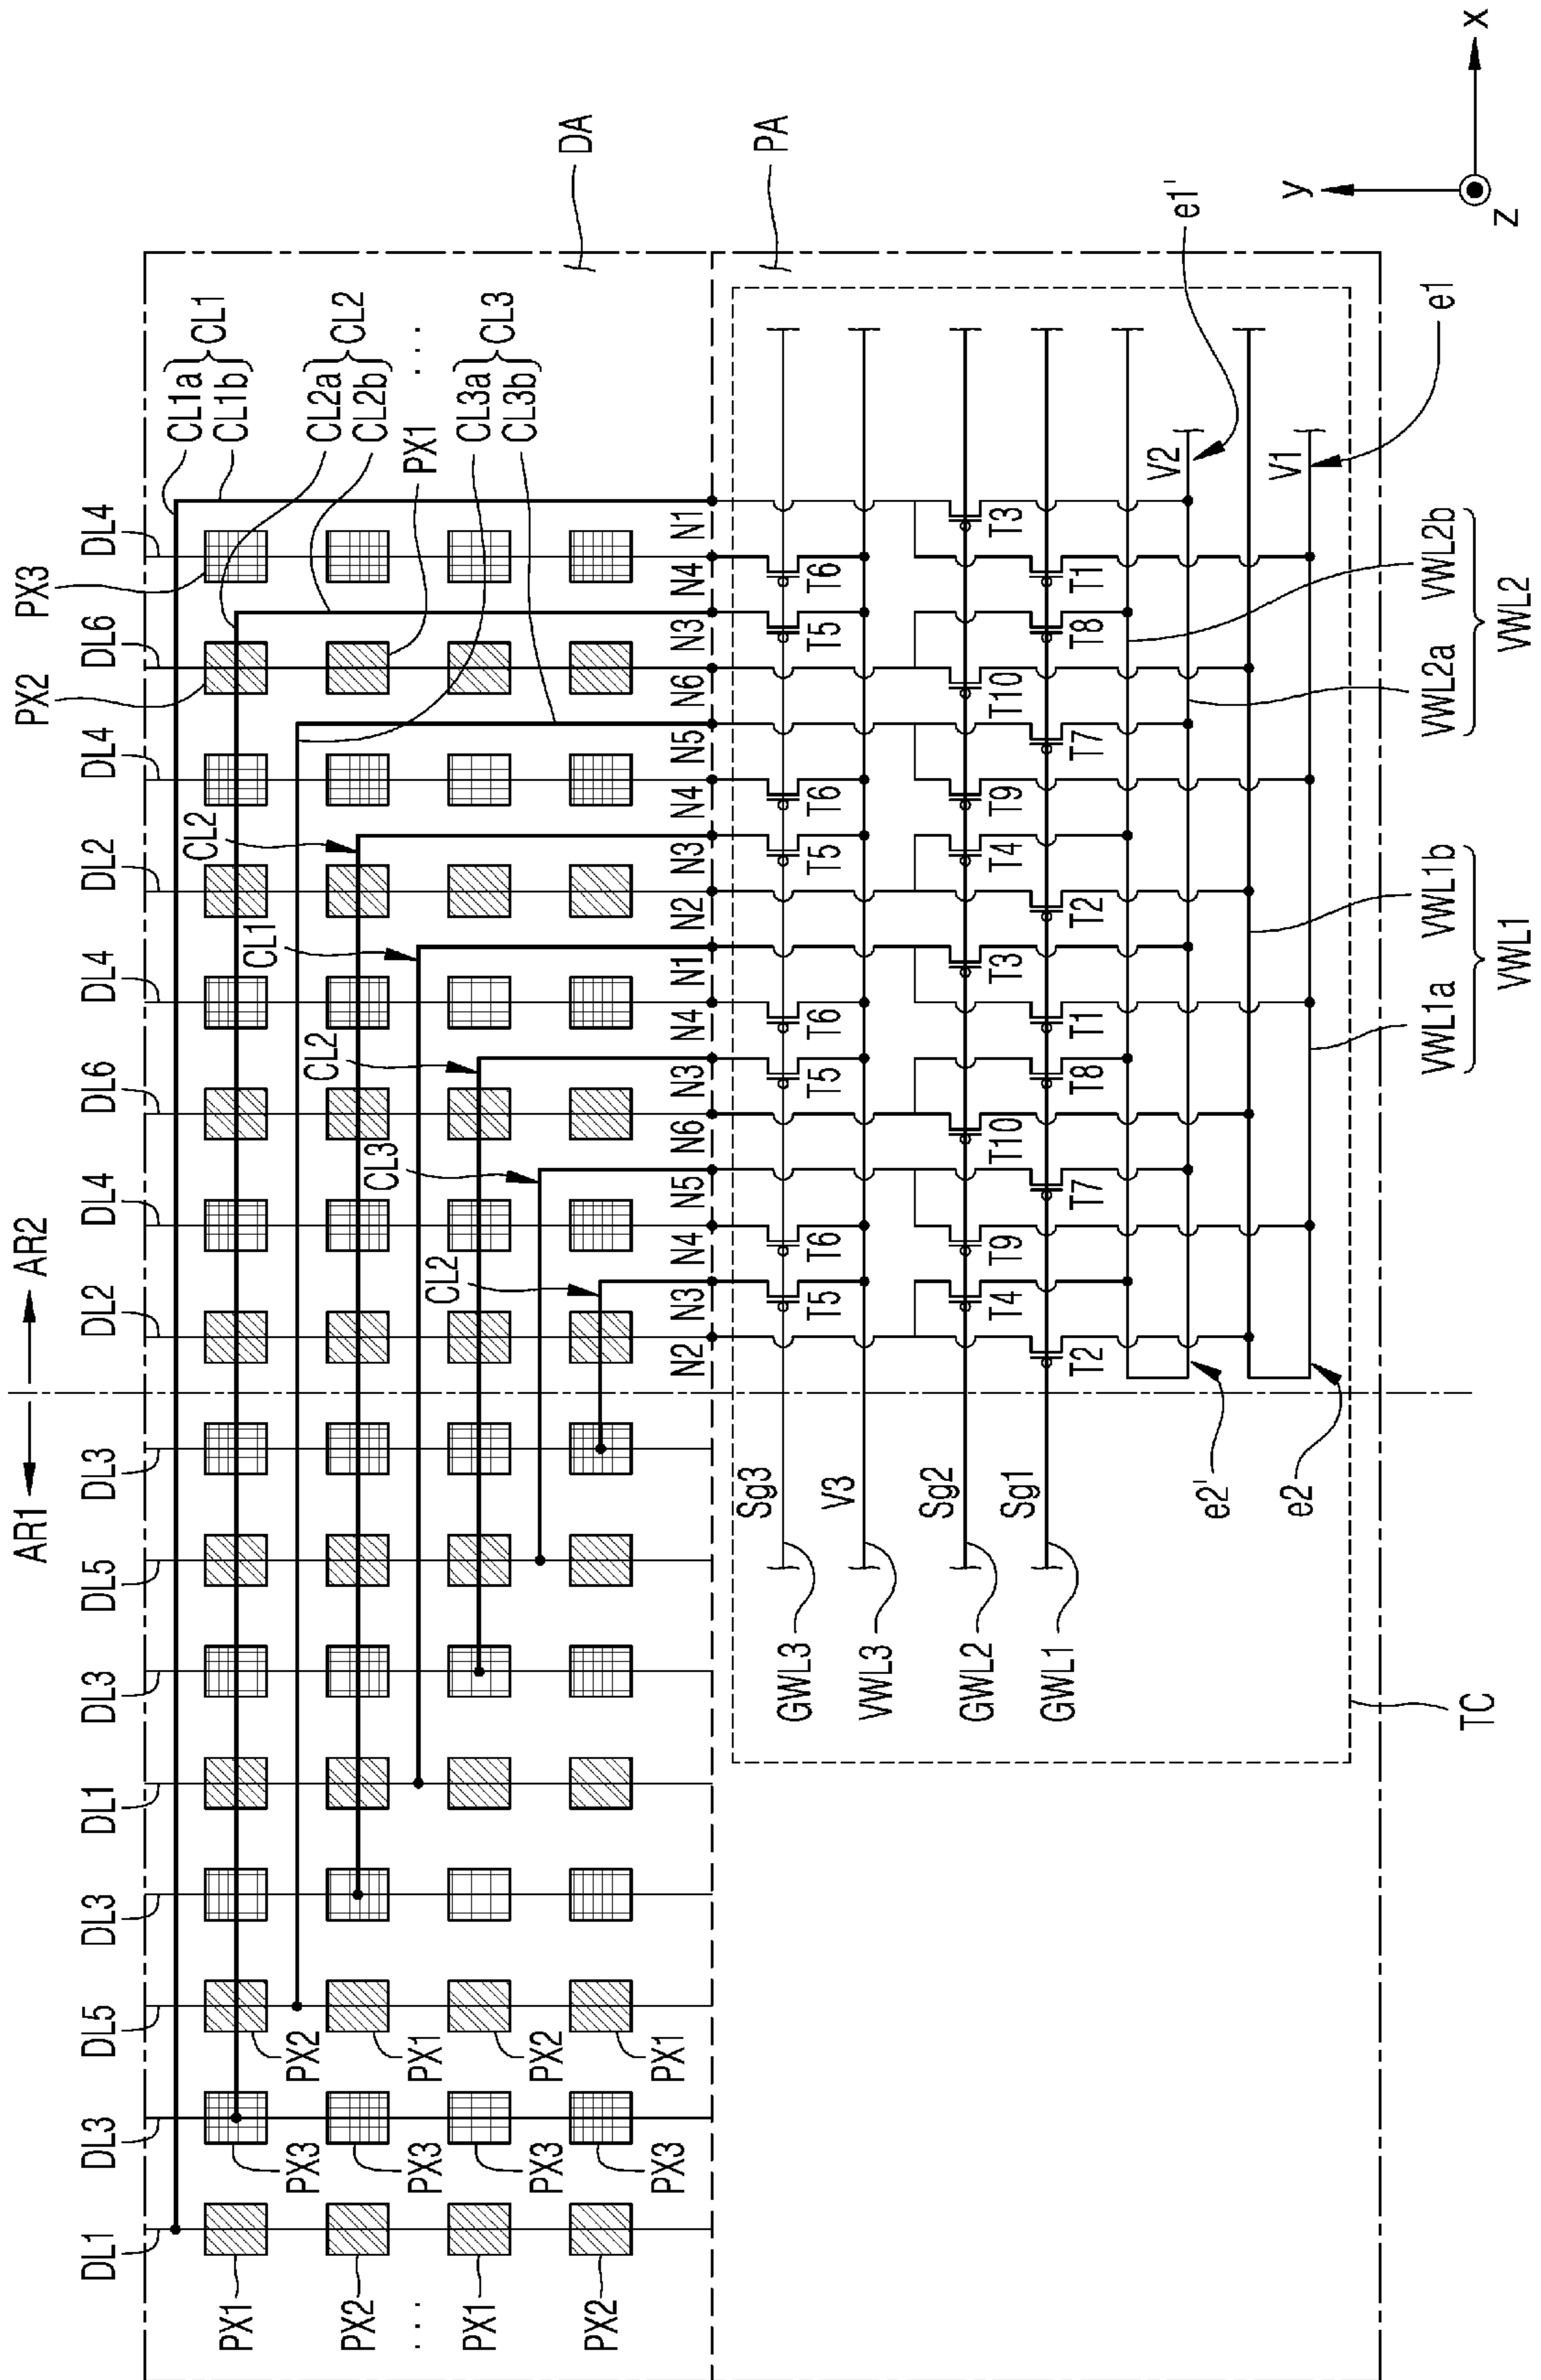 AR1 AR2
DL1 DL3 DL5 DL3 DL1 DL3 DL5 DL3 DL2 DL4 DL6 DL4 DL2 DL4 DL6 DL4
PX2 PX3
CL1a CL1b CL1
CL2a CL2b CL2
PX1
CL3a CL3b CL3
...
PX1 PX3 PX2
PX2 PX3 PX1
...
PX1 PX3 PX2
PX2 PX3 PX1
CL2 CL3 CL2 CL1 CL2
DA
N2 N3 N4 N5 N6 N3 N4 N1 N2 N3 N4 N5 N6 N3 N4 N1
PA
Sg3
GWL3
T5 T6 T5 T6 T5 T6 T5 T6
V3
VWL3
Sg2
GWL2
T4 T9 T10 T3 T4 T9 T10 T3
Sg1
GWL1
T2 T7 T8 T1 T2 T7 T8 T1
V2
e1'
e2'
V1
e1
e2
TC
VWL1a VWL1b VWL2a VWL2b
VWL1 VWL2
y
x
z